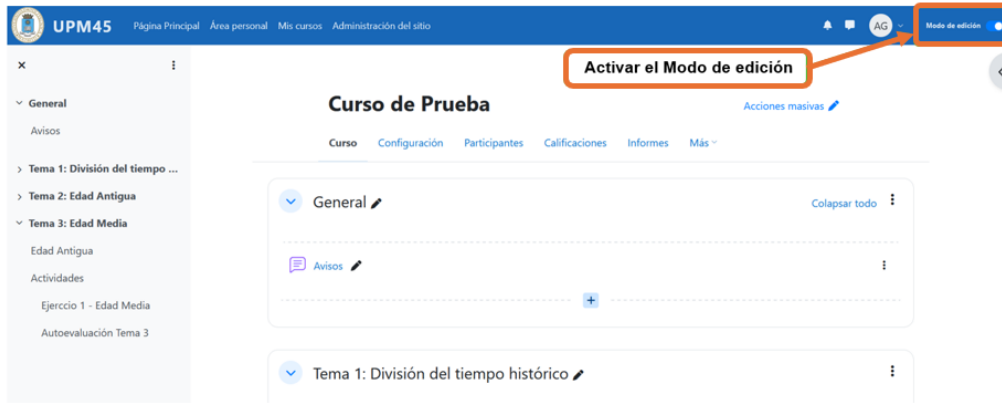 UPM45 Página Principal Área personal Mis cursos Administración del sitio AG Modo de edición
Activar el Modo de edición
General
Avisos
Tema 1: División del tiempo ...
Tema 2: Edad Antigua
Tema 3: Edad Media
Edad Antigua
Actividades
Ejerccio 1 - Edad Media
Autoevaluación Tema 3
Curso de Prueba Acciones masivas
Curso Configuración Participantes Calificaciones Informes Más
General Colapsar todo
Avisos
Tema 1: División del tiempo histórico